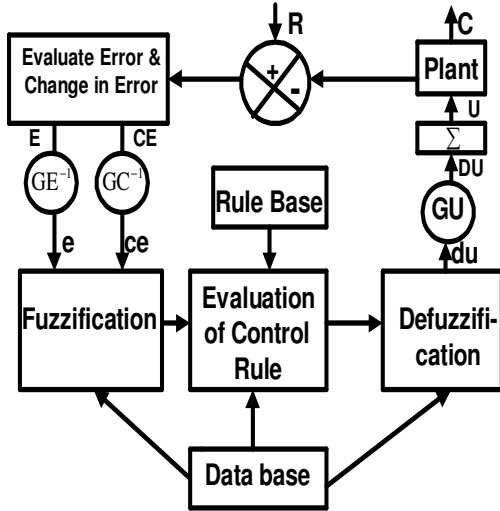 R
C
Evaluate Error &
Change in Error
+
-
Plant
U
E
CE
Σ
DU
GE⁻¹
GC⁻¹
GU
Rule Base
e
ce
du
Fuzzification
Evaluation
of Control
Rule
Defuzzifi-
cation
Data base